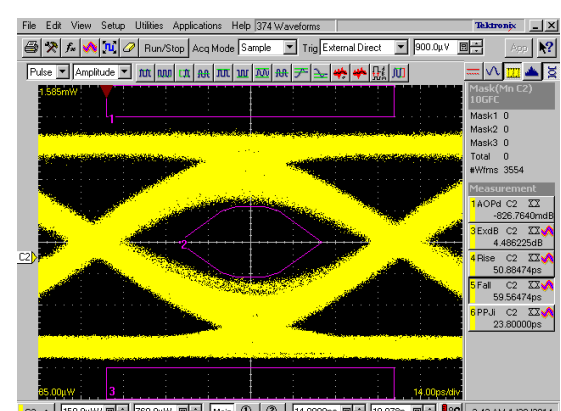 File Edit View Setup Utilities Applications Help 374 Waveforms Tektronix
Run/Stop Acq Mode Sample Trig External Direct 900.0µV App
Pulse Amplitude
1.585mW
1
Mask(Mn C2)
10GFC
Mask1 0
Mask2 0
Mask3 0
Total 0
#Wfms 3554
Measurement
1 AOPd C2
-826.7640mdB
3 ExdB C2
4.486225dB
4 Rise C2
50.88474ps
5 Fall C2
59.56474ps
6 PPJi C2
23.80000ps
2
C2
3
65.00µW
14.00ps/div